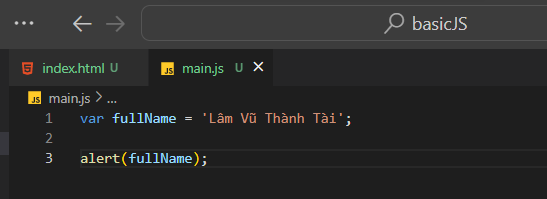 basicJS
index.html U
main.js U
main.js > ...
1 var fullName = 'Lâm Vũ Thành Tài';
2
3 alert(fullName);